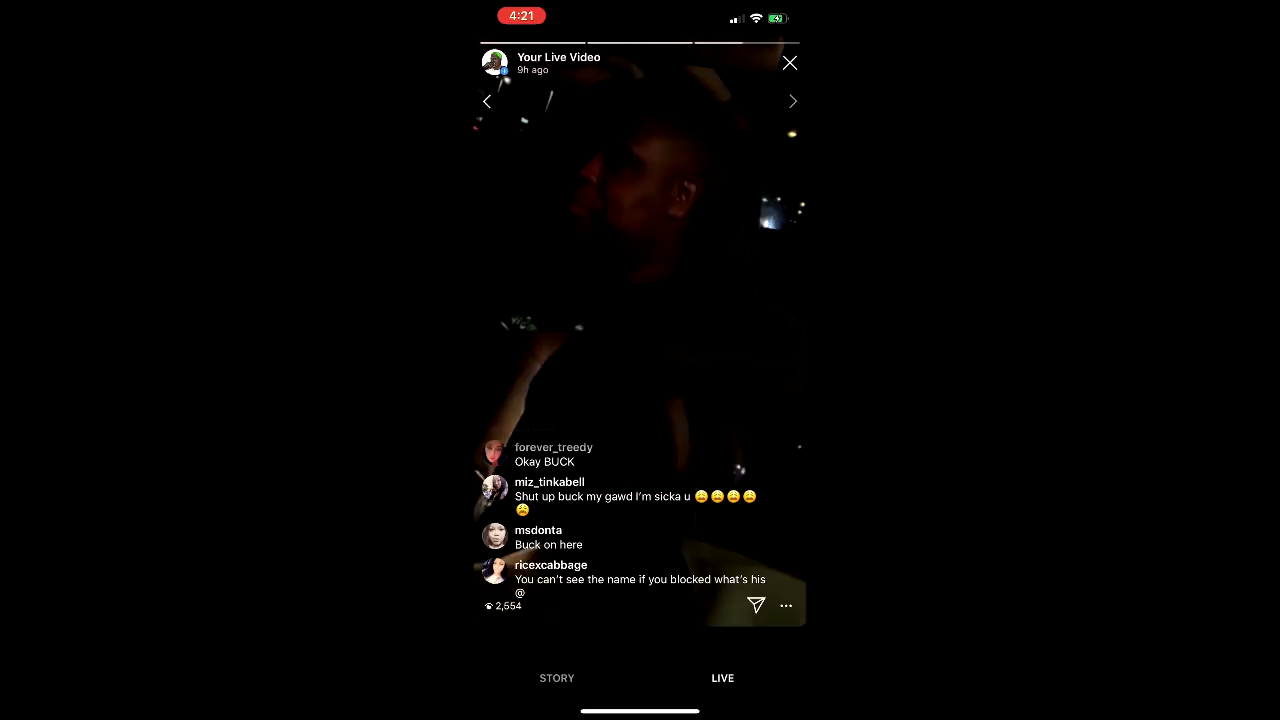 4:21
Your Live Video
9h ago
forever_treedy
Okay BUCK
miz_tinkabell
Shut up buck my gawd I'm sicka u 😩😩😩😩
😩
msdonta
Buck on here
ricexcabbage
You can't see the name if you blocked what's his
@
2,554
STORY
LIVE